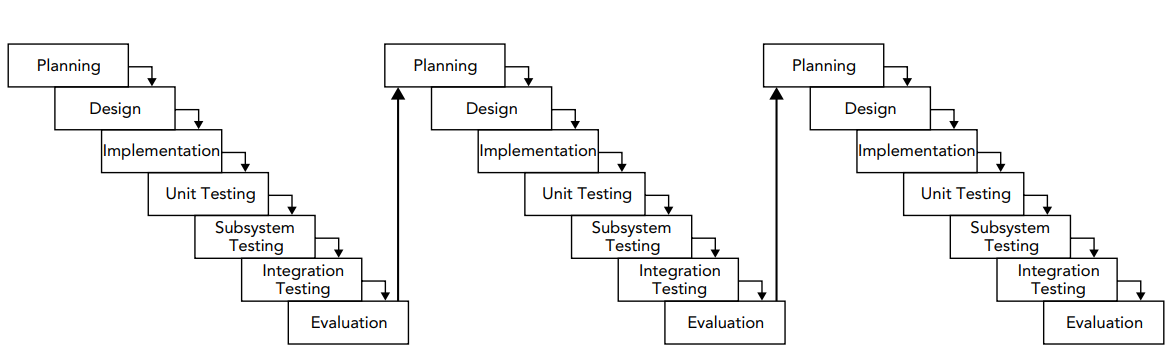 Planning
Design
Implementation
Unit Testing
Subsystem
Testing
Integration
Testing
Evaluation
Planning
Design
Implementation
Unit Testing
Subsystem
Testing
Integration
Testing
Evaluation
Planning
Design
Implementation
Unit Testing
Subsystem
Testing
Integration
Testing
Evaluation